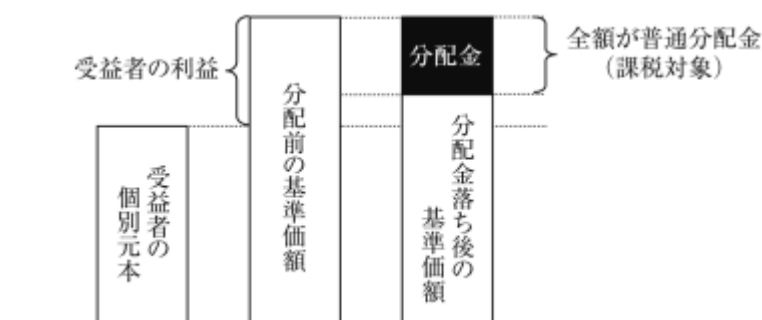 受益者の利益
受益者の
個別元本
分配前の基準価額
分配金
分配金落ち後の
基準価額
全額が普通分配金
（課税対象）